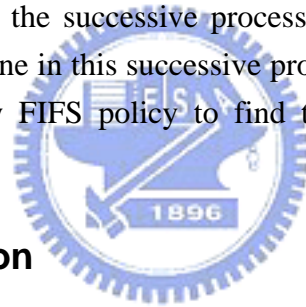 the successive process
ne in this successive pro
FIFS policy to find t
1896
on